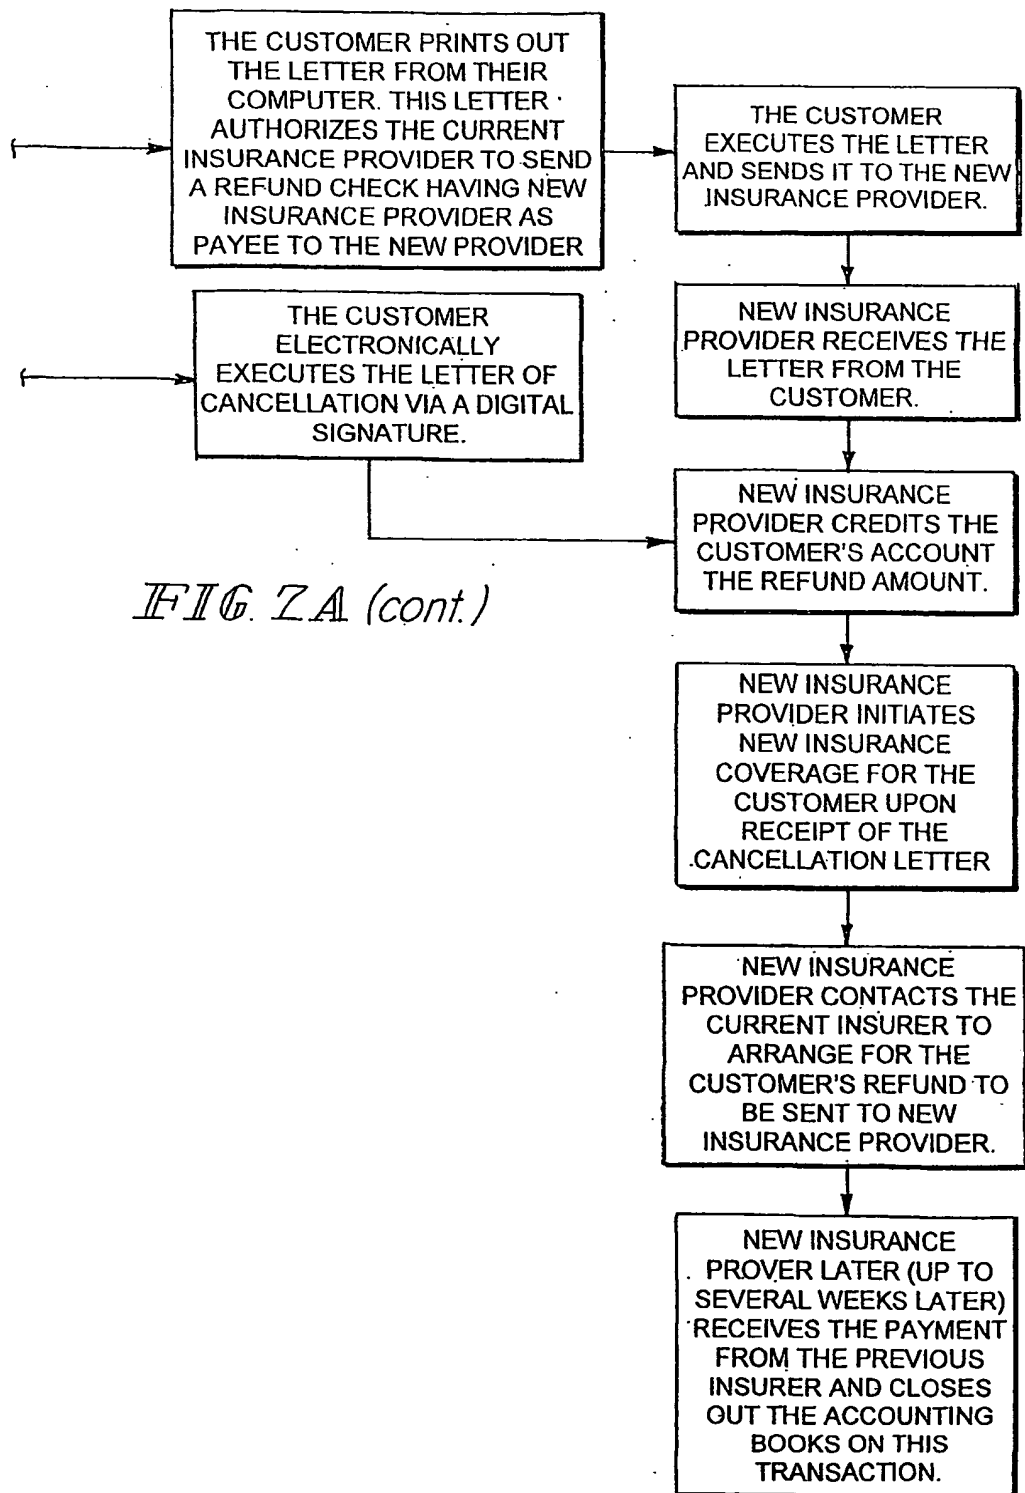 THE CUSTOMER PRINTS OUT
THE LETTER FROM THEIR
COMPUTER. THIS LETTER
AUTHORIZES THE CURRENT
INSURANCE PROVIDER TO SEND
A REFUND CHECK HAVING NEW
INSURANCE PROVIDER AS
PAYEE TO THE NEW PROVIDER
THE CUSTOMER
EXECUTES THE LETTER
AND SENDS IT TO THE NEW
INSURANCE PROVIDER.
THE CUSTOMER
ELECTRONICALLY
EXECUTES THE LETTER OF
CANCELLATION VIA A DIGITAL
SIGNATURE.
NEW INSURANCE
PROVIDER RECEIVES THE
LETTER FROM THE
CUSTOMER.
NEW INSURANCE
PROVIDER CREDITS THE
CUSTOMER'S ACCOUNT
THE REFUND AMOUNT.
FIG. 7A (cont.)
NEW INSURANCE
PROVIDER INITIATES
NEW INSURANCE
COVERAGE FOR THE
CUSTOMER UPON
RECEIPT OF THE
CANCELLATION LETTER
NEW INSURANCE
PROVIDER CONTACTS THE
CURRENT INSURER TO
ARRANGE FOR THE
CUSTOMER'S REFUND TO
BE SENT TO NEW
INSURANCE PROVIDER.
NEW INSURANCE
PROVER LATER (UP TO
SEVERAL WEEKS LATER)
RECEIVES THE PAYMENT
FROM THE PREVIOUS
INSURER AND CLOSES
OUT THE ACCOUNTING
BOOKS ON THIS
TRANSACTION.